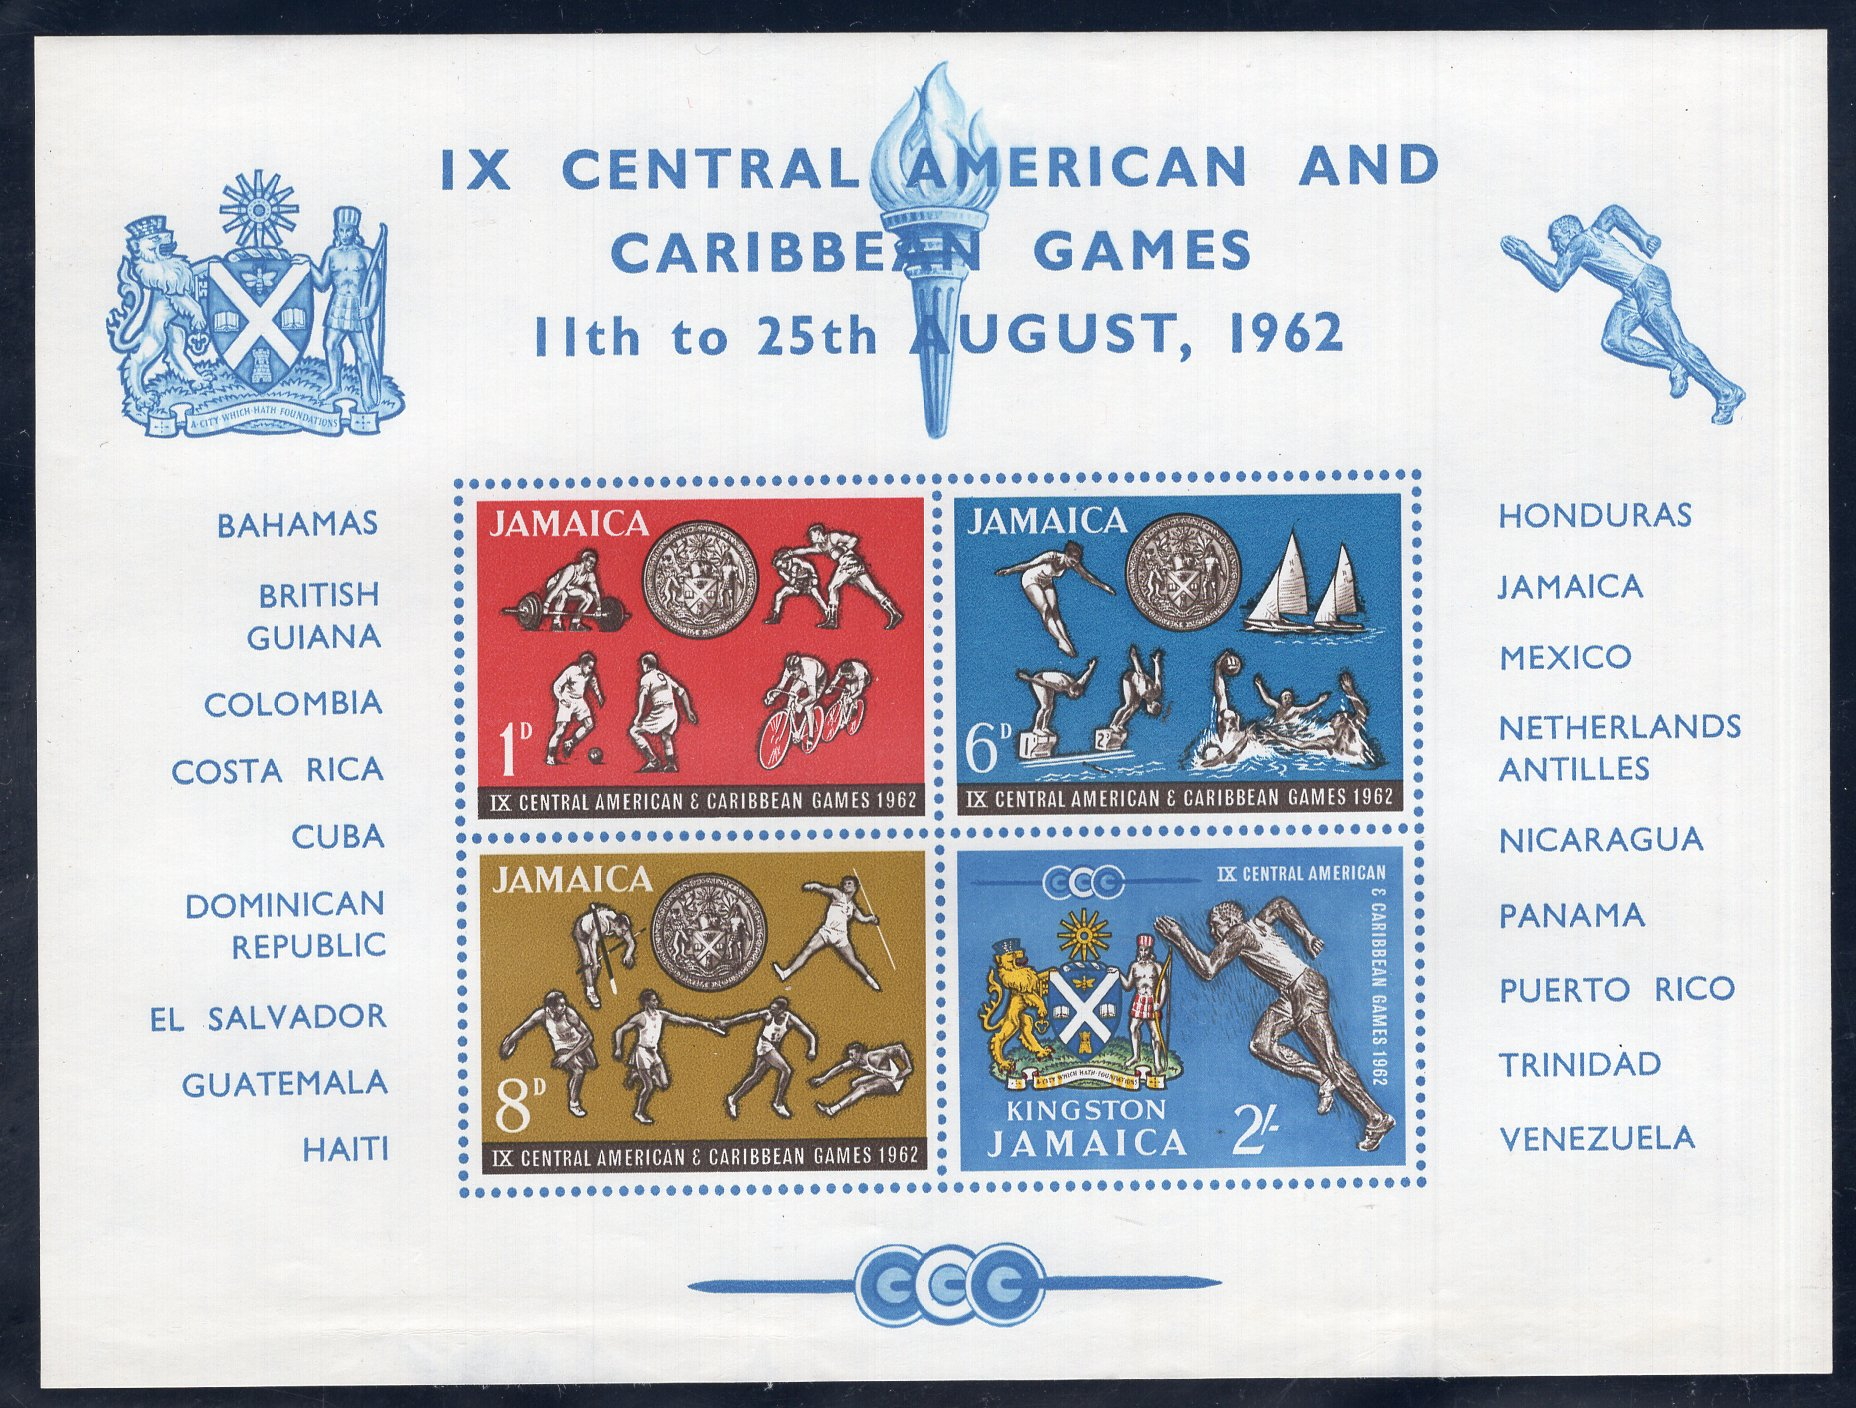 IX CENTRAL AMERICAN AND
CARIBBEAN GAMES
11th to 25th AUGUST, 1962
A·CITY·WHICH·HATH FOUNDATIONS
BAHAMAS
BRITISH
GUIANA
COLOMBIA
COSTA RICA
CUBA
DOMINICAN
REPUBLIC
EL SALVADOR
GUATEMALA
HAITI
JAMAICA
9
1D
IX CENTRAL AMERICAN & CARIBBEAN GAMES 1962
JAMAICA
1
2
6D
IX CENTRAL AMERICAN & CARIBBEAN GAMES 1962
JAMAICA
8D
IX CENTRAL AMERICAN & CARIBBEAN GAMES 1962
CCC
IX CENTRAL AMERICAN
& CARIBBEAN GAMES 1962
A·CITY WHICH HATH·FOUNDATIONS
KINGSTON
JAMAICA 2/-
HONDURAS
JAMAICA
MEXICO
NETHERLANDS
ANTILLES
NICARAGUA
PANAMA
PUERTO RICO
TRINIDAD
VENEZUELA
CCC